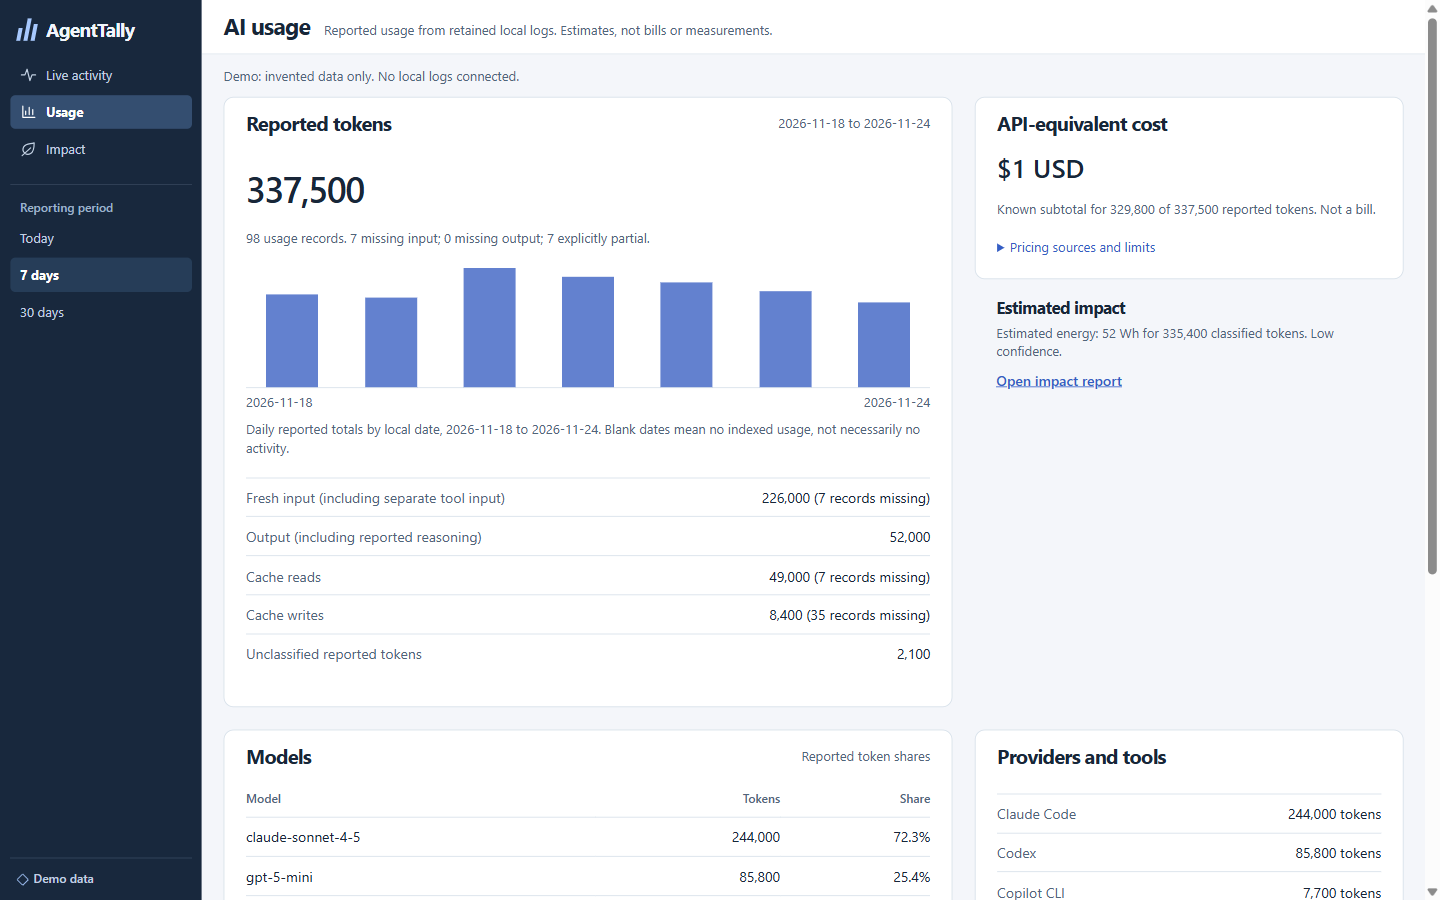 AgentTally
Live activity
Usage
Impact
Reporting period
Today
7 days
30 days
Demo data
AI usage
Reported usage from retained local logs. Estimates, not bills or measurements.
Demo: invented data only. No local logs connected.
Reported tokens
2026-11-18 to 2026-11-24
337,500
98 usage records. 7 missing input; 0 missing output; 7 explicitly partial.
2026-11-18
2026-11-24
Daily reported totals by local date, 2026-11-18 to 2026-11-24. Blank dates mean no indexed usage, not necessarily no
activity.
Fresh input (including separate tool input) 226,000 (7 records missing)
Output (including reported reasoning) 52,000
Cache reads 49,000 (7 records missing)
Cache writes 8,400 (35 records missing)
Unclassified reported tokens 2,100
API-equivalent cost
$1 USD
Known subtotal for 329,800 of 337,500 reported tokens. Not a bill.
Pricing sources and limits
Estimated impact
Estimated energy: 52 Wh for 335,400 classified tokens. Low
confidence.
Open impact report
Models
Reported token shares
Model Tokens Share
claude-sonnet-4-5 244,000 72.3%
gpt-5-mini 85,800 25.4%
Providers and tools
Claude Code 244,000 tokens
Codex 85,800 tokens
Copilot CLI 7,700 tokens